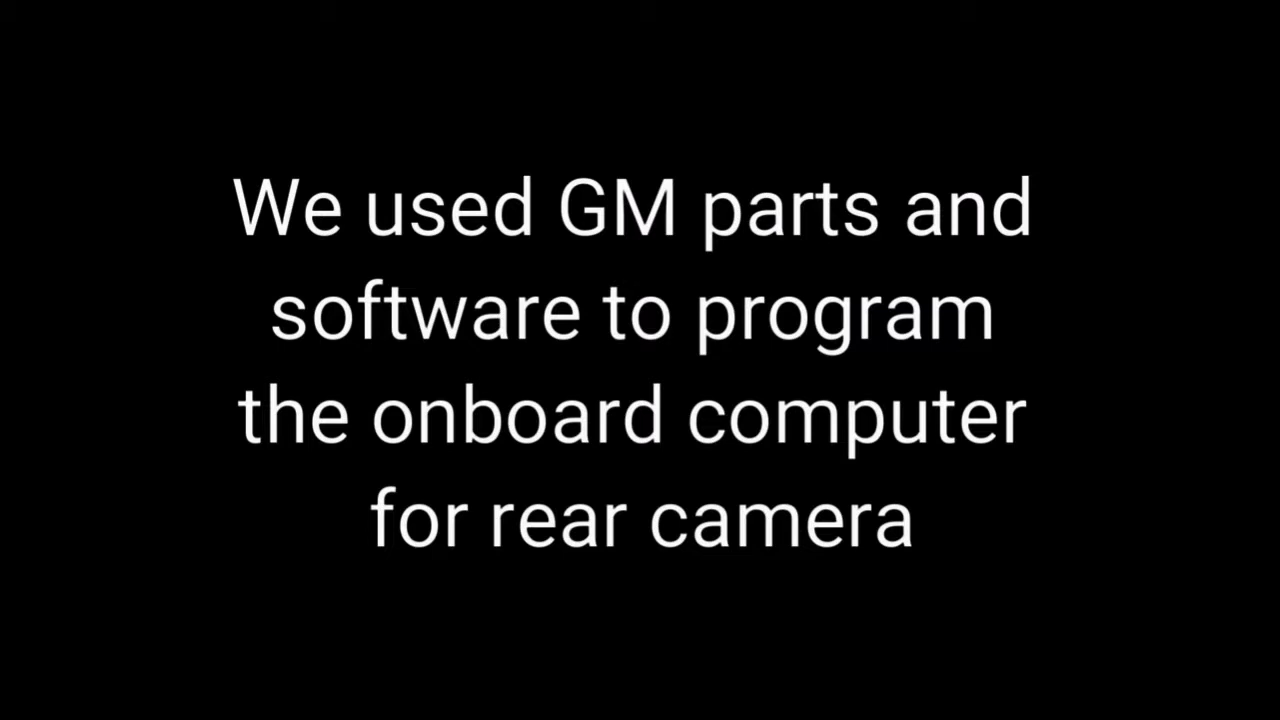 We used GM parts and
software to program
the onboard computer
for rear camera